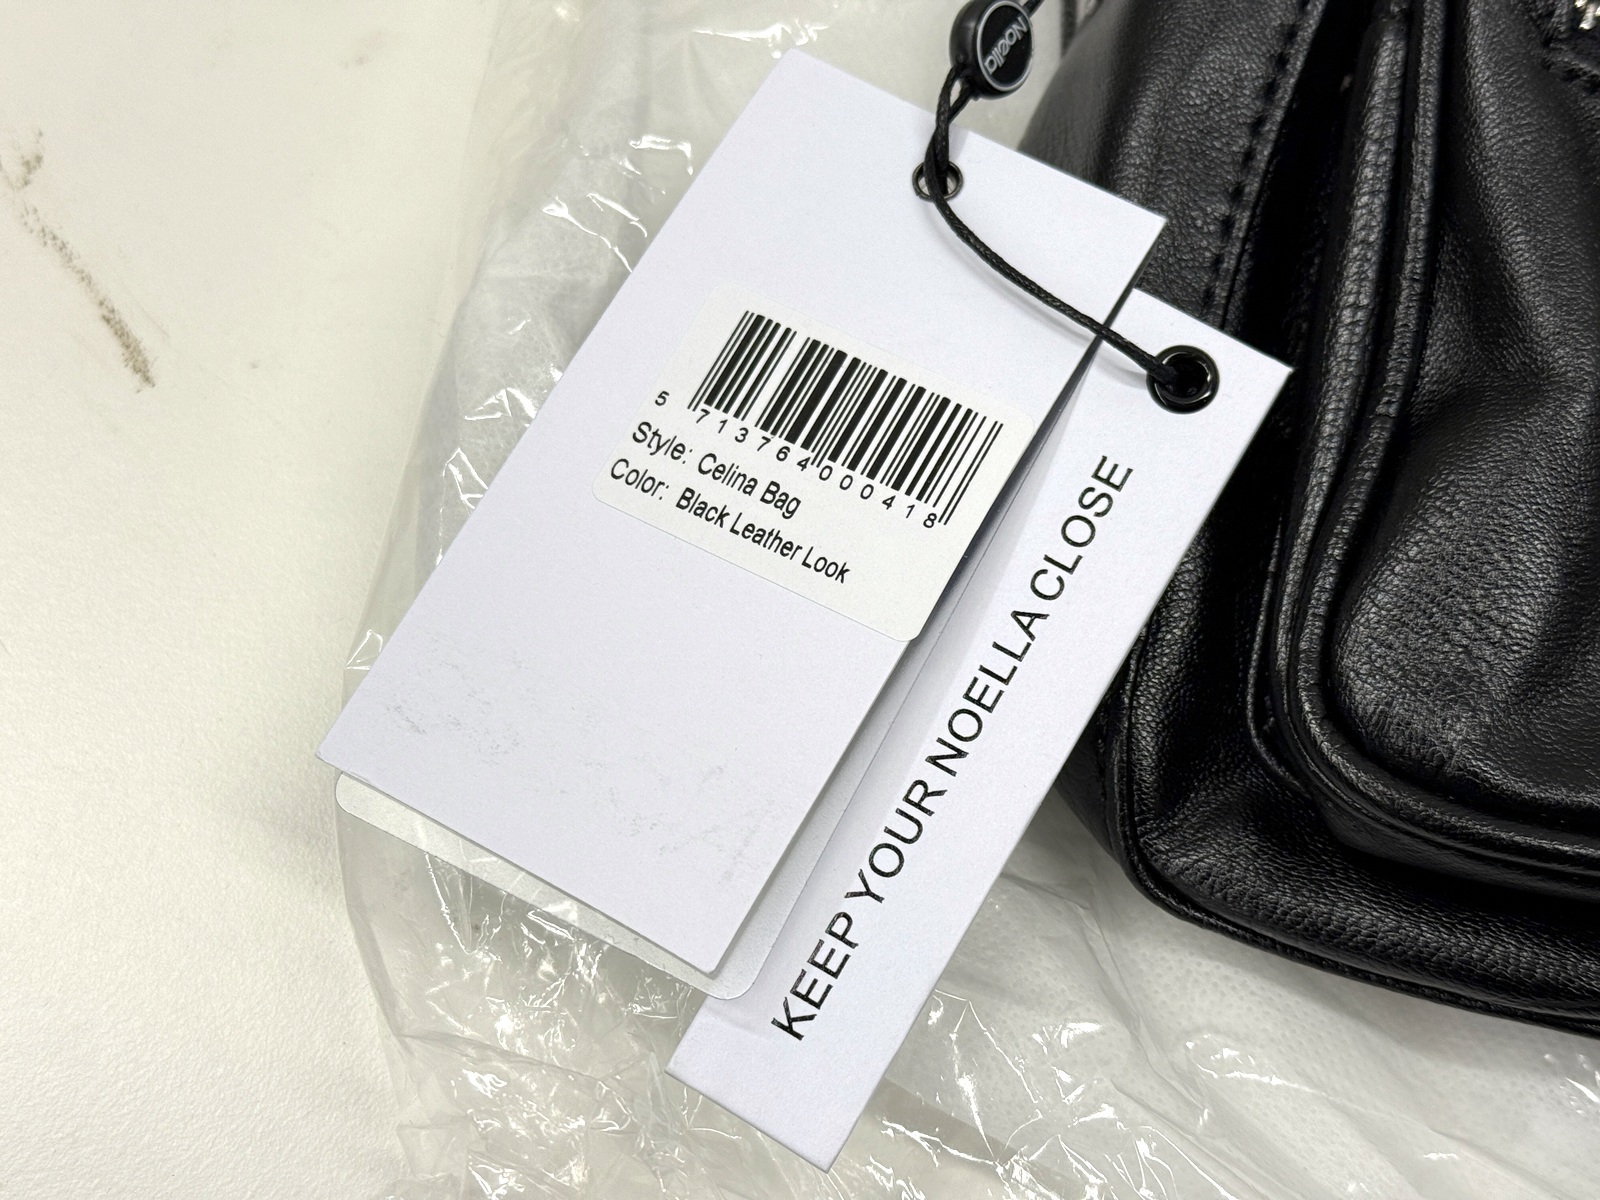 Noella
5 713764 000418
Style: Celina Bag
Color: Black Leather Look
KEEP YOUR NOELLA CLOSE